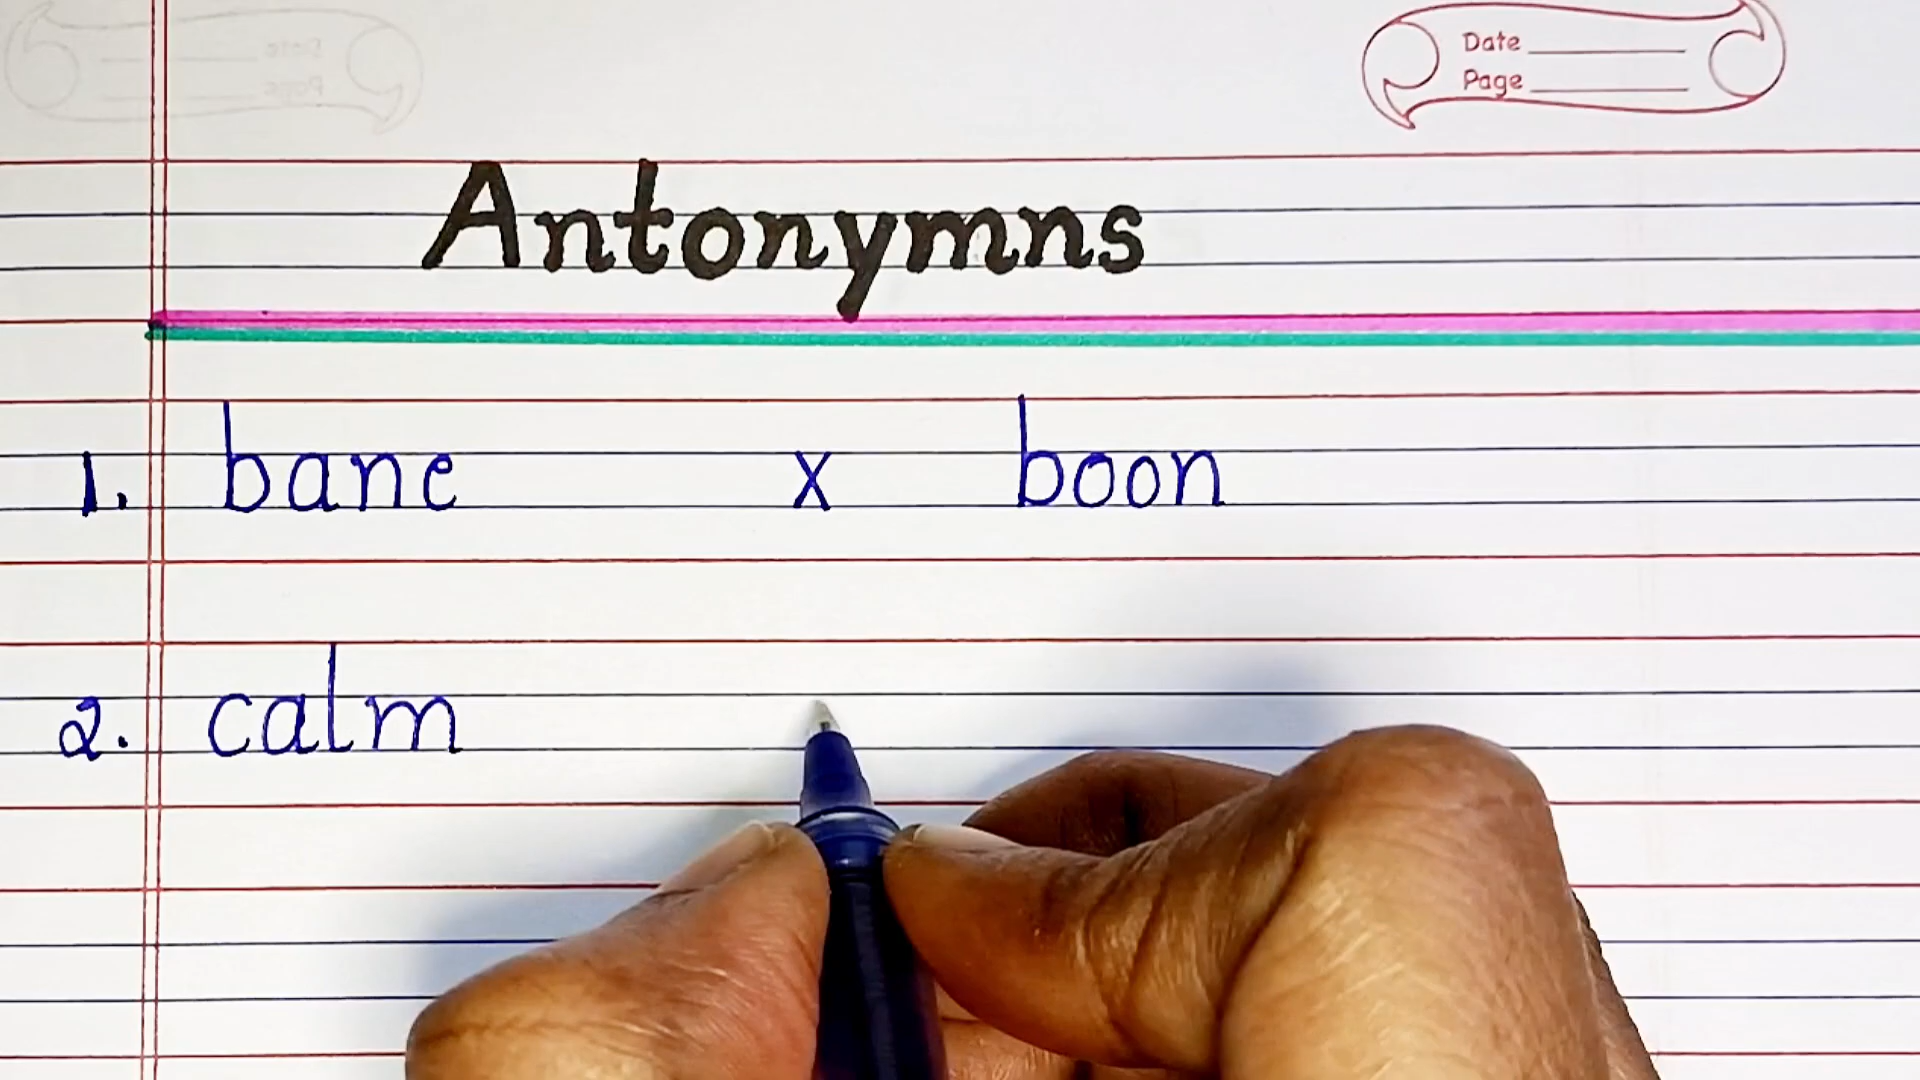 Date
Page
Antonymns
1. bane x boon
2. calm